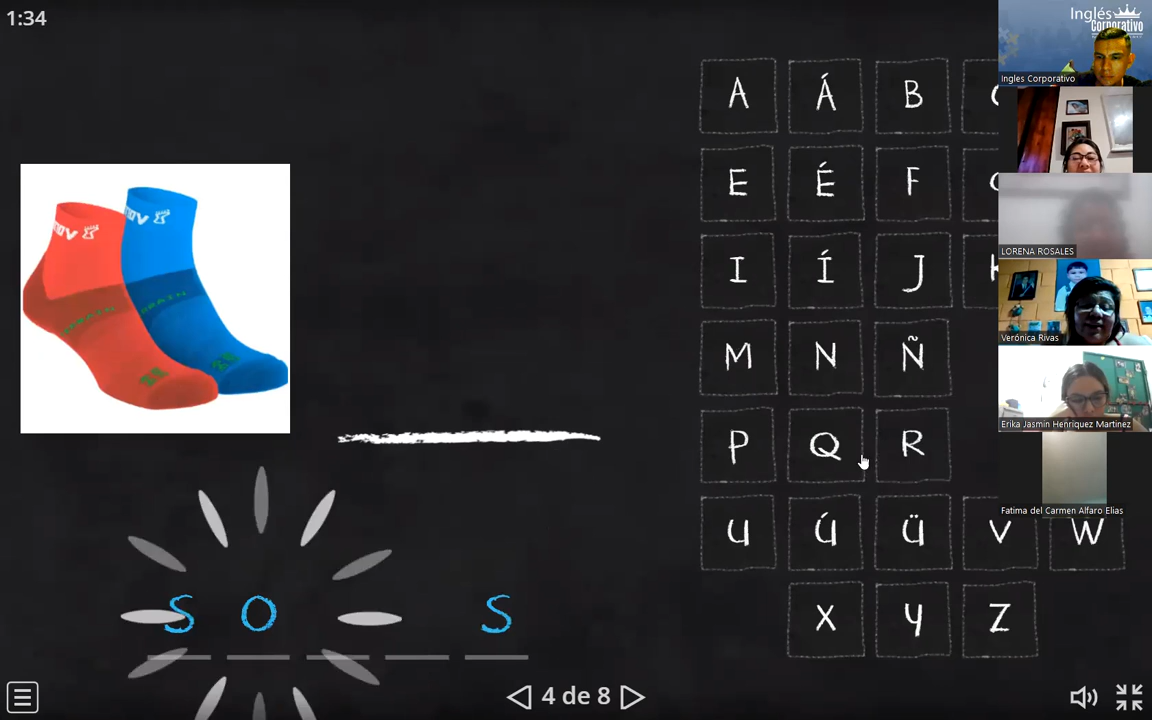 1:34
Inglés
Corporativo
Ingles Corporativo
LORENA ROSALES
Verónica Rivas
Erika Jasmin Henriquez Martinez
Fatima del Carmen Alfaro Elias
A Á B
E É F
I Í J
M N Ñ
P Q R
U Ú Ü V W
X Y Z
S O S
4 de 8